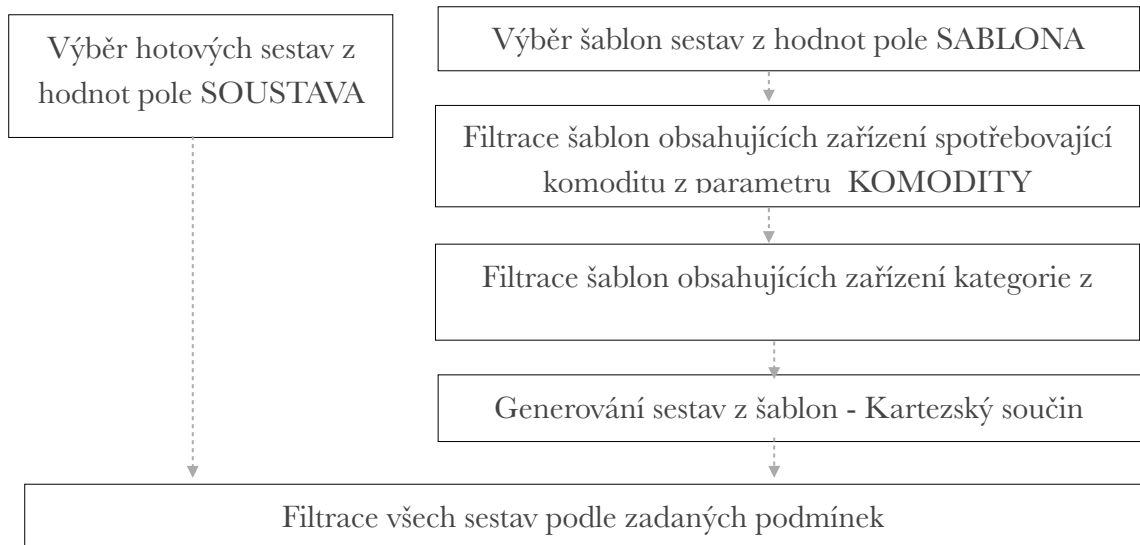 Výběr hotových sestav z
hodnot pole SOUSTAVA
Výběr šablon sestav z hodnot pole SABLONA
Filtrace šablon obsahujících zařízení spotřebovající
komoditu z parametru KOMODITY
Filtrace šablon obsahujících zařízení kategorie z
Generování sestav z šablon - Kartezský součin
Filtrace všech sestav podle zadaných podmínek